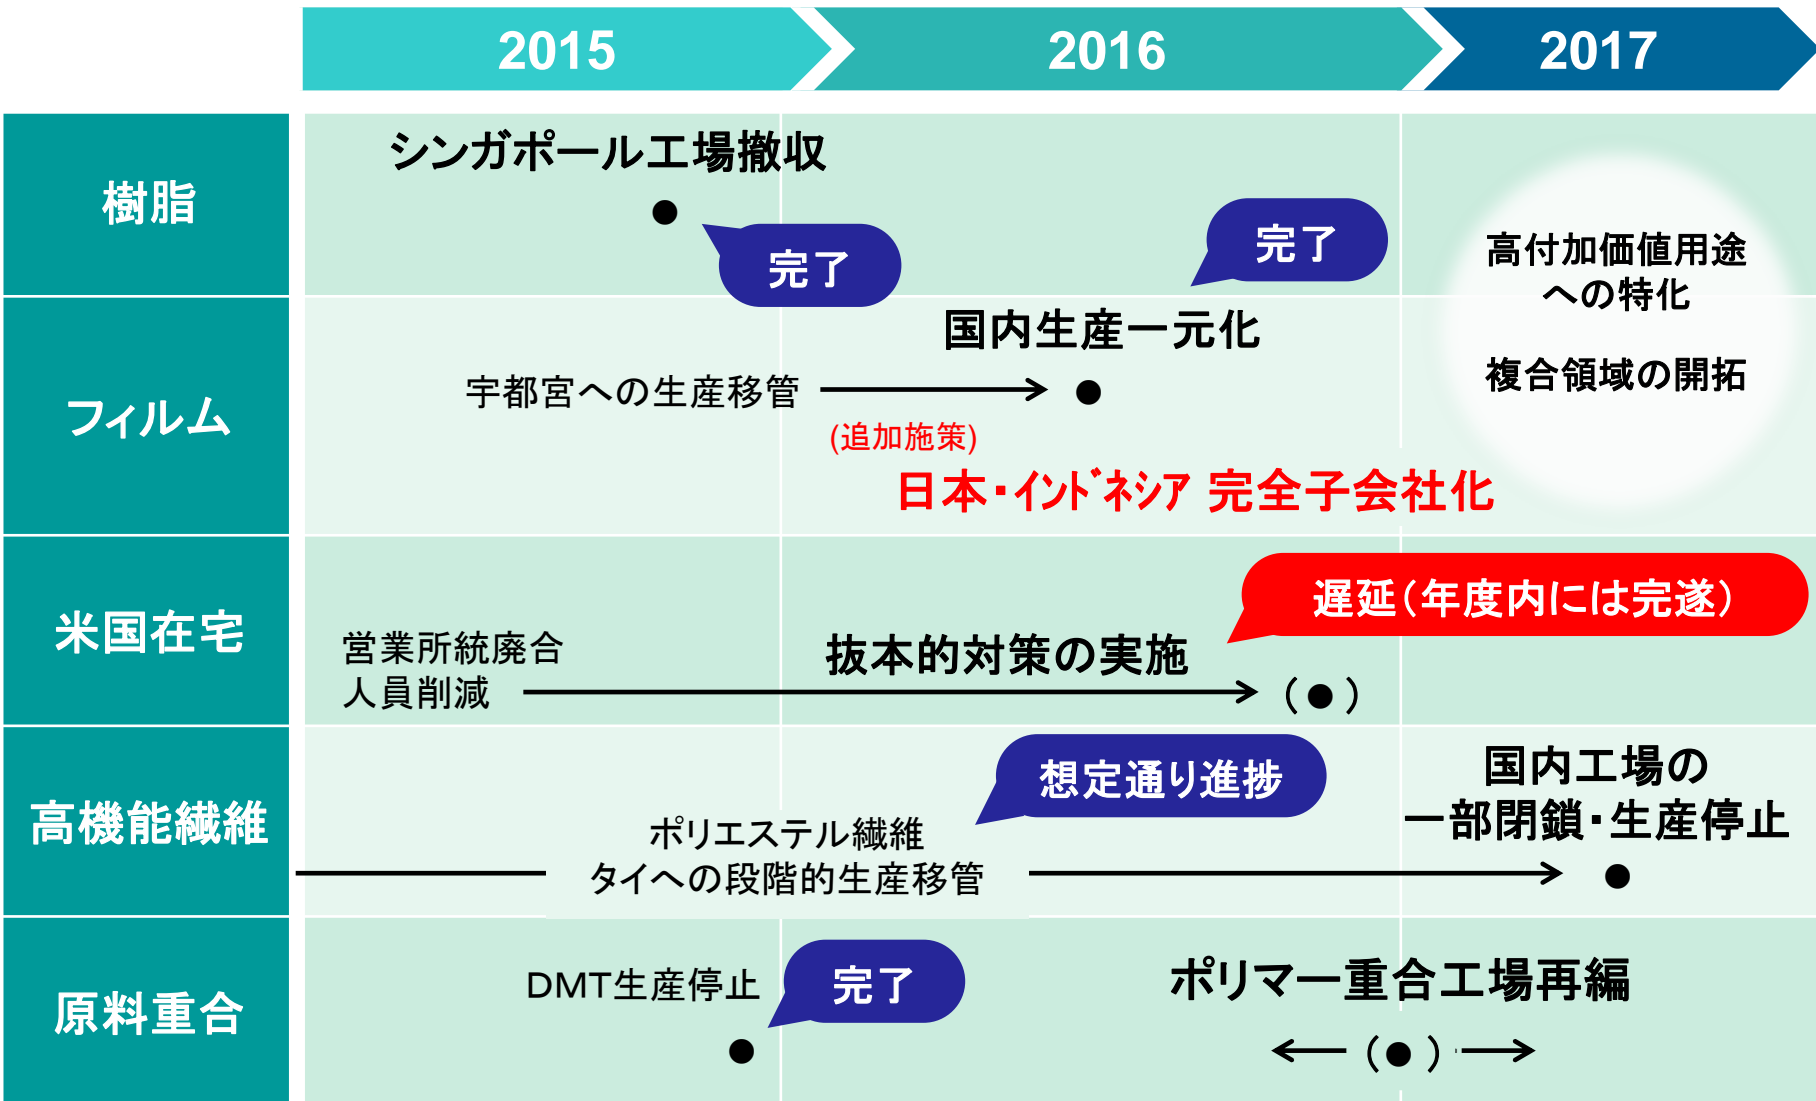 2015
2016
2017
樹脂
シンガポール工場撤収
完了
完了
高付加価値用途
への特化
複合領域の開拓
フィルム
国内生産一元化
宇都宮への生産移管
(追加施策)
日本・インドネシア 完全子会社化
米国在宅
遅延(年度内には完遂)
営業所統廃合
人員削減
抜本的対策の実施
(●)
高機能繊維
想定通り進捗
国内工場の
一部閉鎖・生産停止
ポリエステル繊維
タイへの段階的生産移管
原料重合
DMT生産停止
完了
ポリマー重合工場再編
(●)